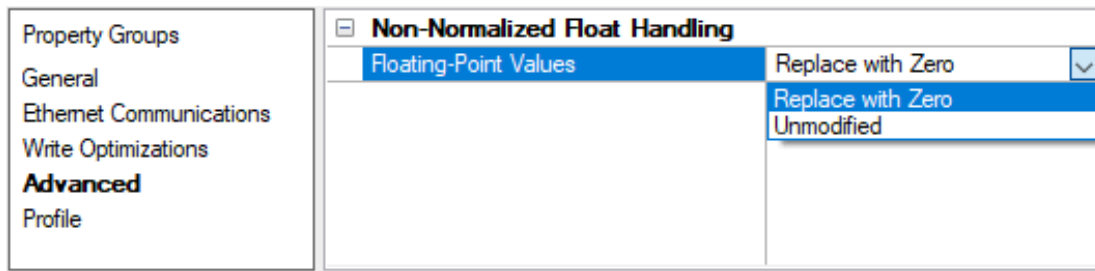 Property Groups
General
Ethernet Communications
Write Optimizations
Advanced
Profile
Non-Normalized Float Handling
Floating-Point Values
Replace with Zero
Replace with Zero
Unmodified